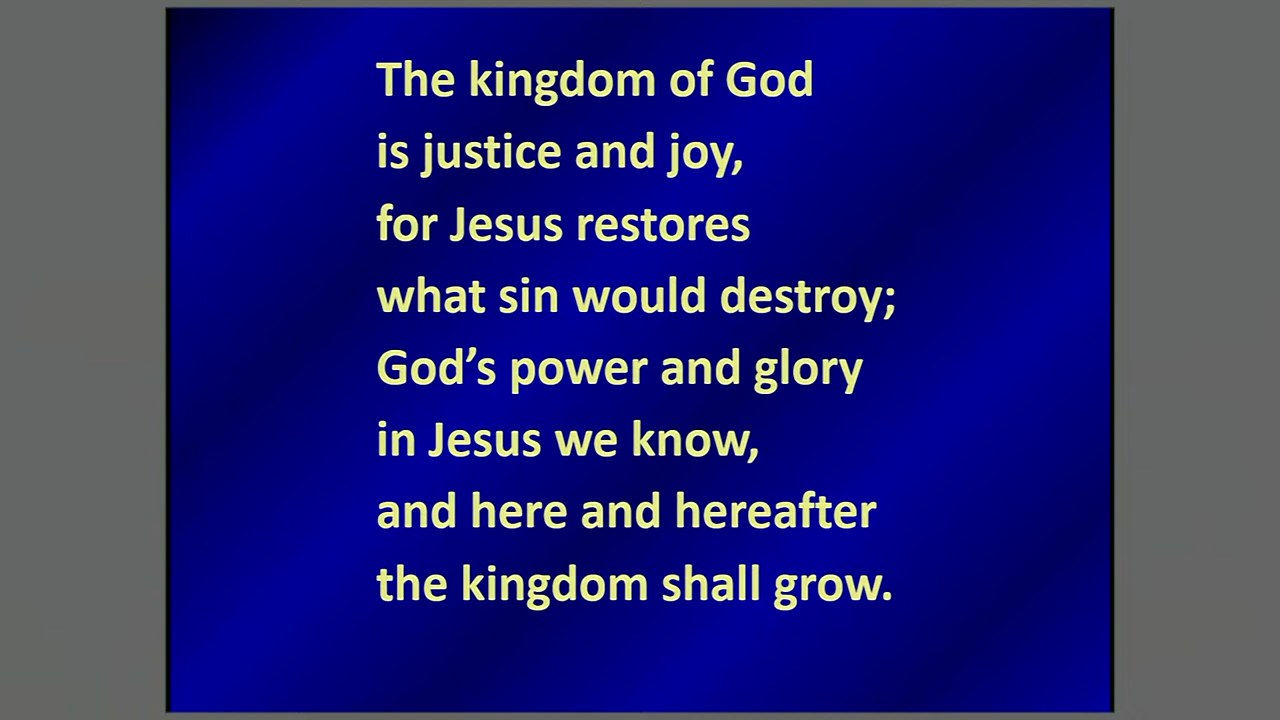 The kingdom of God
is justice and joy,
for Jesus restores
what sin would destroy;
God’s power and glory
in Jesus we know,
and here and hereafter
the kingdom shall grow.